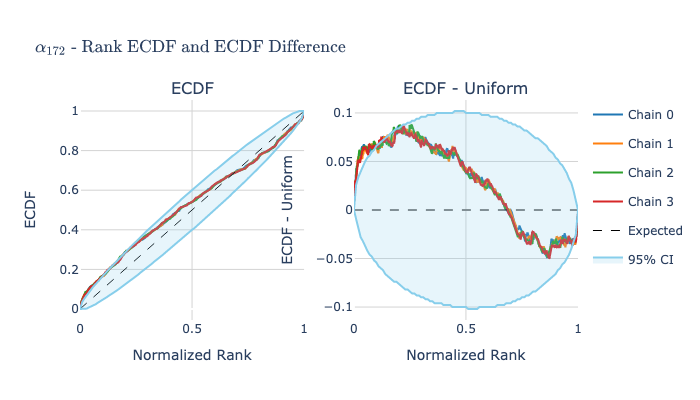 α₁₇₂ - Rank ECDF and ECDF Difference
ECDF
ECDF
1
0.8
0.6
0.4
0.2
0
0
0.5
1
Normalized Rank
ECDF - Uniform
ECDF - Uniform
0.1
0.05
0
−0.05
−0.1
0
0.5
1
Normalized Rank
Chain 0
Chain 1
Chain 2
Chain 3
Expected
95% CI